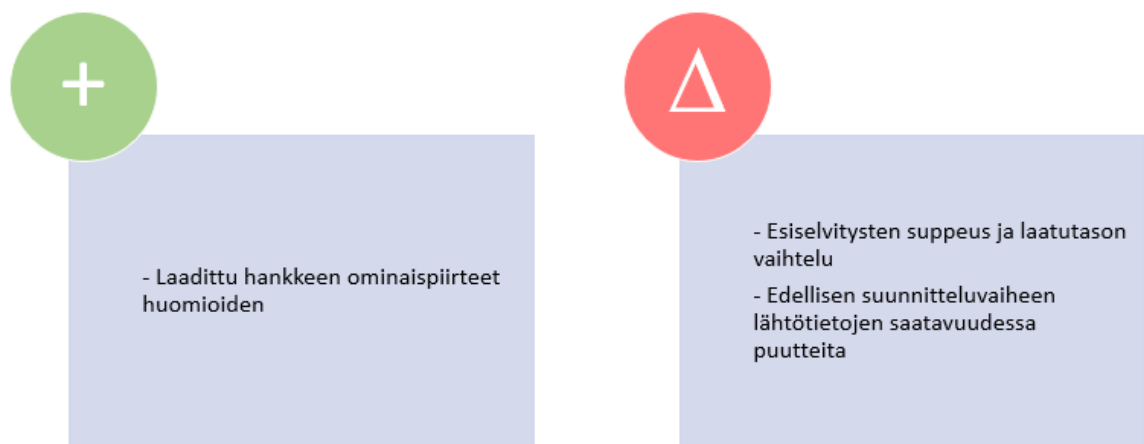 +
- Laadittu hankkeen ominaispiirteet
huomioiden
Δ
- Esiselvitysten suppeus ja laatutason
vaihtelu
- Edellisen suunnitteluvaiheen
lähtötietojen saatavuudessa
puutteita